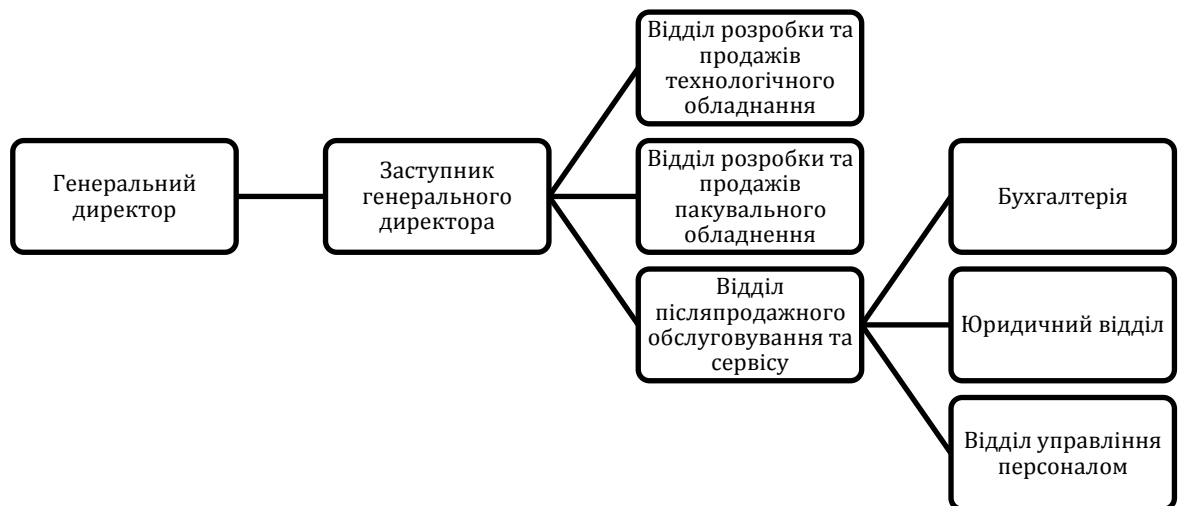 Генеральний
директор
Заступник
генерального
директора
Відділ розробки та
продажів
технологічного
обладнання
Відділ розробки та
продажів
пакувального
обладнення
Відділ
післяпродажного
обслуговування та
сервісу
Бухгалтерія
Юридичний відділ
Відділ управління
персоналом